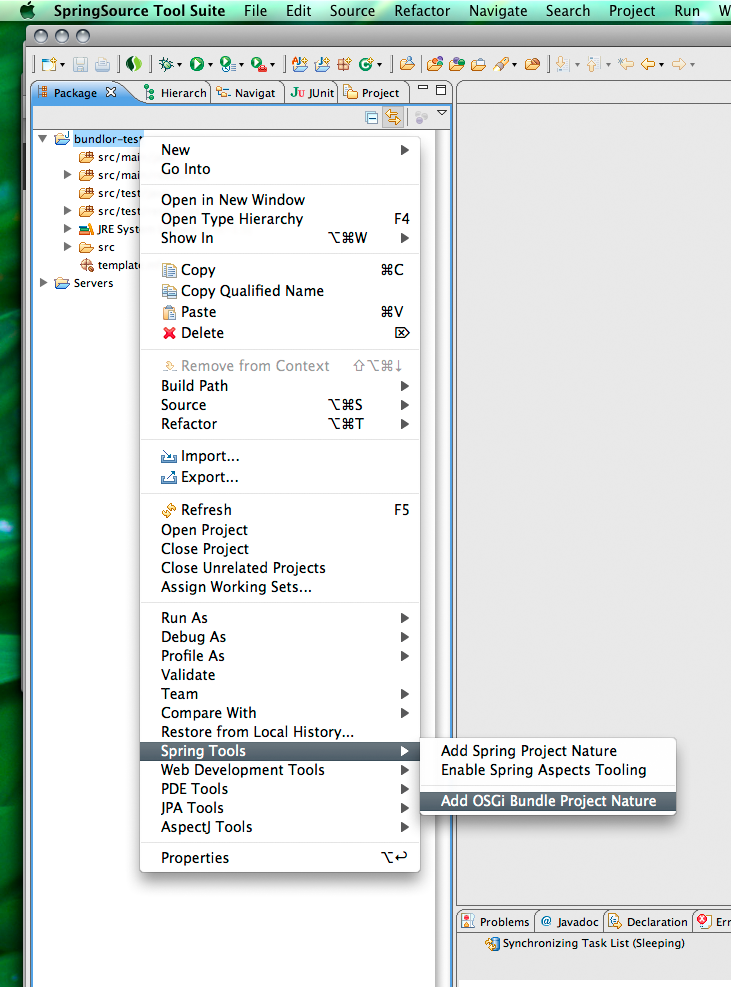 SpringSource Tool Suite File Edit Source Refactor Navigate Search Project Run W
Package Hierarch Navigat JUnit Project
bundlor-test
src/mai
src/mai
src/test
src/test
JRE Syst
src
template
Servers
New
Go Into
Open in New Window
Open Type Hierarchy F4
Show In ⌥⌘W
Copy ⌘C
Copy Qualified Name
Paste ⌘V
Delete ⌦
Remove from Context ⇧⌥⌘↓
Build Path
Source ⌥⌘S
Refactor ⌥⌘T
Import...
Export...
Refresh F5
Open Project
Close Project
Close Unrelated Projects
Assign Working Sets...
Run As
Debug As
Profile As
Validate
Team
Compare With
Restore from Local History...
Spring Tools
Web Development Tools
PDE Tools
JPA Tools
AspectJ Tools
Properties ⌥↩
Add Spring Project Nature
Enable Spring Aspects Tooling
Add OSGi Bundle Project Nature
Problems @ Javadoc Declaration Err
Synchronizing Task List (Sleeping)